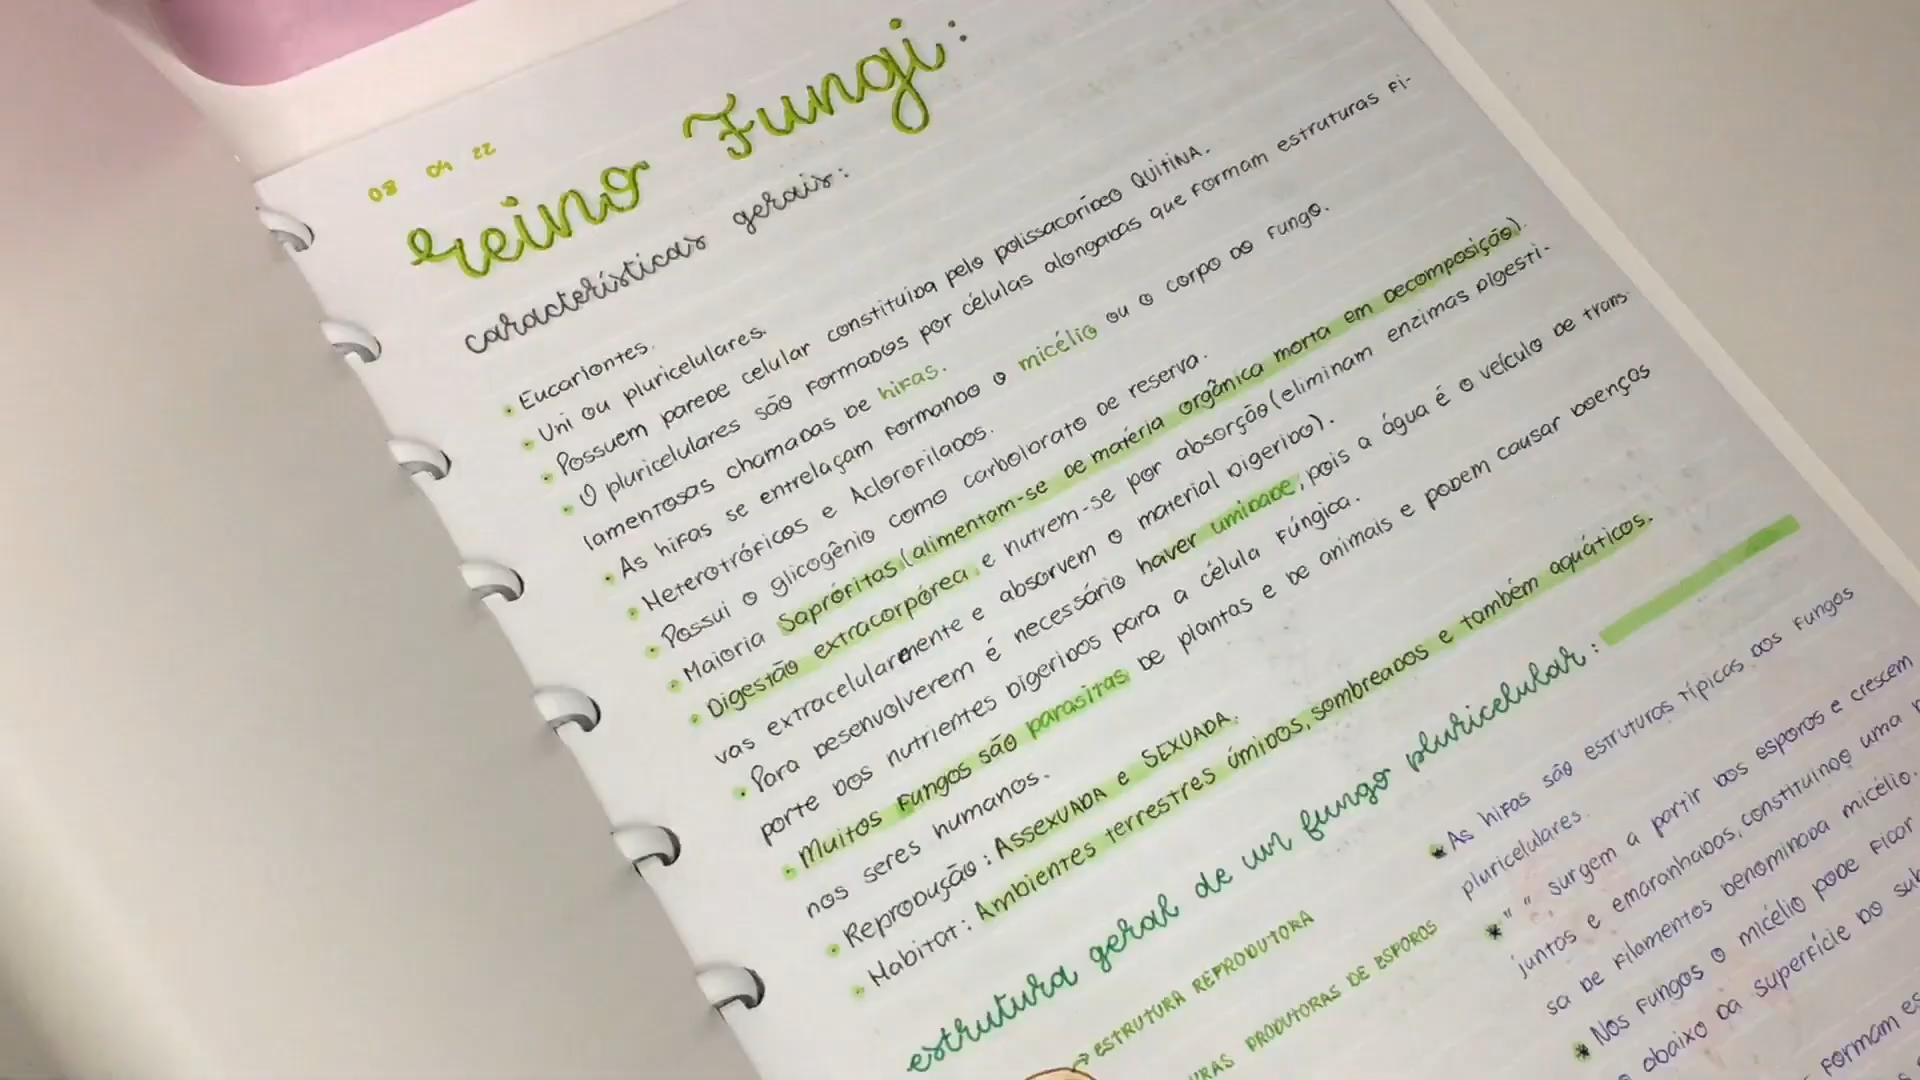 22 40 80
reino Fungi:
características gerais:
• Eucariontes.
• Uni ou pluricelulares.
• Possuem parede celular constituida pelo polissacarídeo QUITINA.
• O pluricelulares são formados por células alongadas que formam estruturas fi-
lamentosas chamadas de hifas.
• As hifas se entrelaçam formando o micélio ou o corpo do fungo.
• Heterotróficos e Aclorofilados.
• Possui o glicogênio como carboidrato de reserva.
• Maioria Saprófitas (alimentam-se de matéria orgânica morta em decomposição).
• Digestão extracorpórea e nutrem-se por absorção (eliminam enzimas digesti-
vas extracelularmente e absorvem o material digerido).
• Para desenvolverem é necessário haver umidade, pois a água é o veículo de trans-
porte dos nutrientes digeridos para a célula fúngica.
• Muitos fungos são parasitas de plantas e de animais e podem causar doenças
nos seres humanos.
• Reprodução: ASSEXUADA e SEXUADA.
• Habitat: Ambientes terrestres úmidos, sombreados e também aquáticos.
estrutura geral de um fungo pluricelular:
→ ESTRUTURA REPRODUTORA
PRODUTORAS DE ESPOROS
* As hifas são estruturas típicas dos fungos
pluricelulares.
* " ", surgem a partir dos esporos e crescem
juntos e emaranhadas, constituindo uma
sa de filamentos denominada micélio.
* Nos fungos o micélio pode ficar
abaixo da superfície do
formam